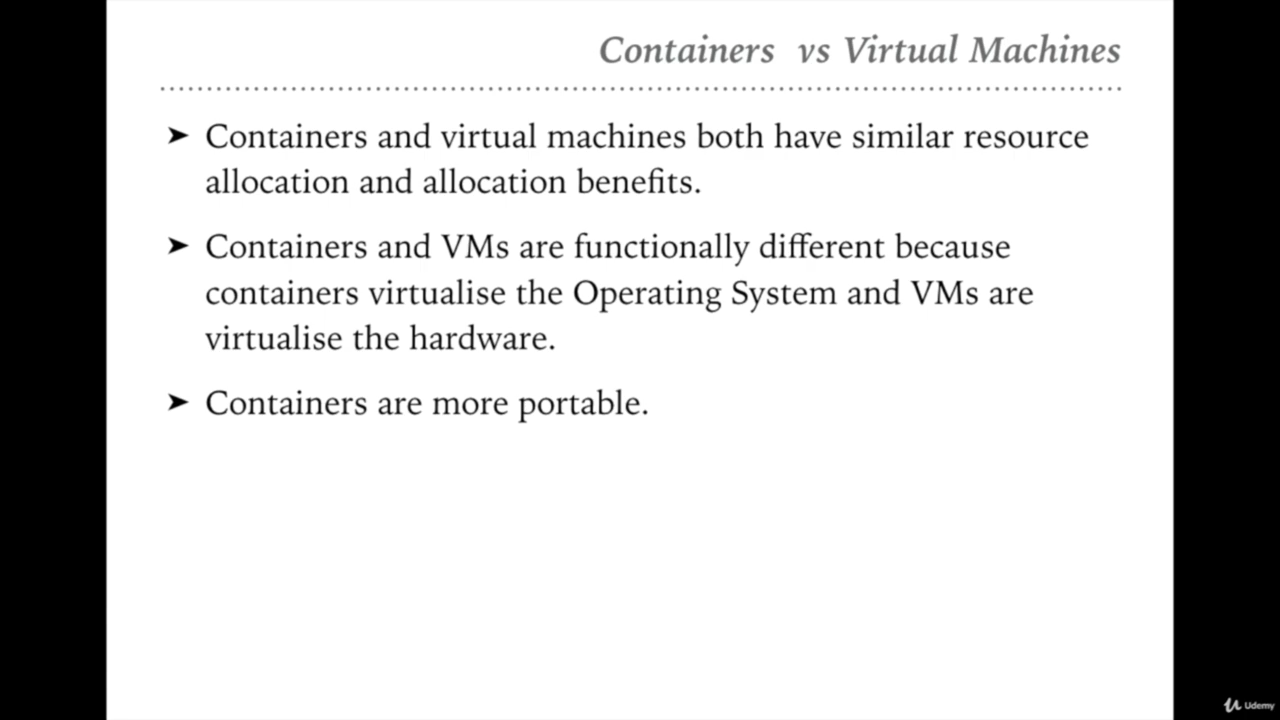 Containers vs Virtual Machines
➤ Containers and virtual machines both have similar resource
allocation and allocation benefits.
➤ Containers and VMs are functionally different because
containers virtualise the Operating System and VMs are
virtualise the hardware.
➤ Containers are more portable.
Udemy